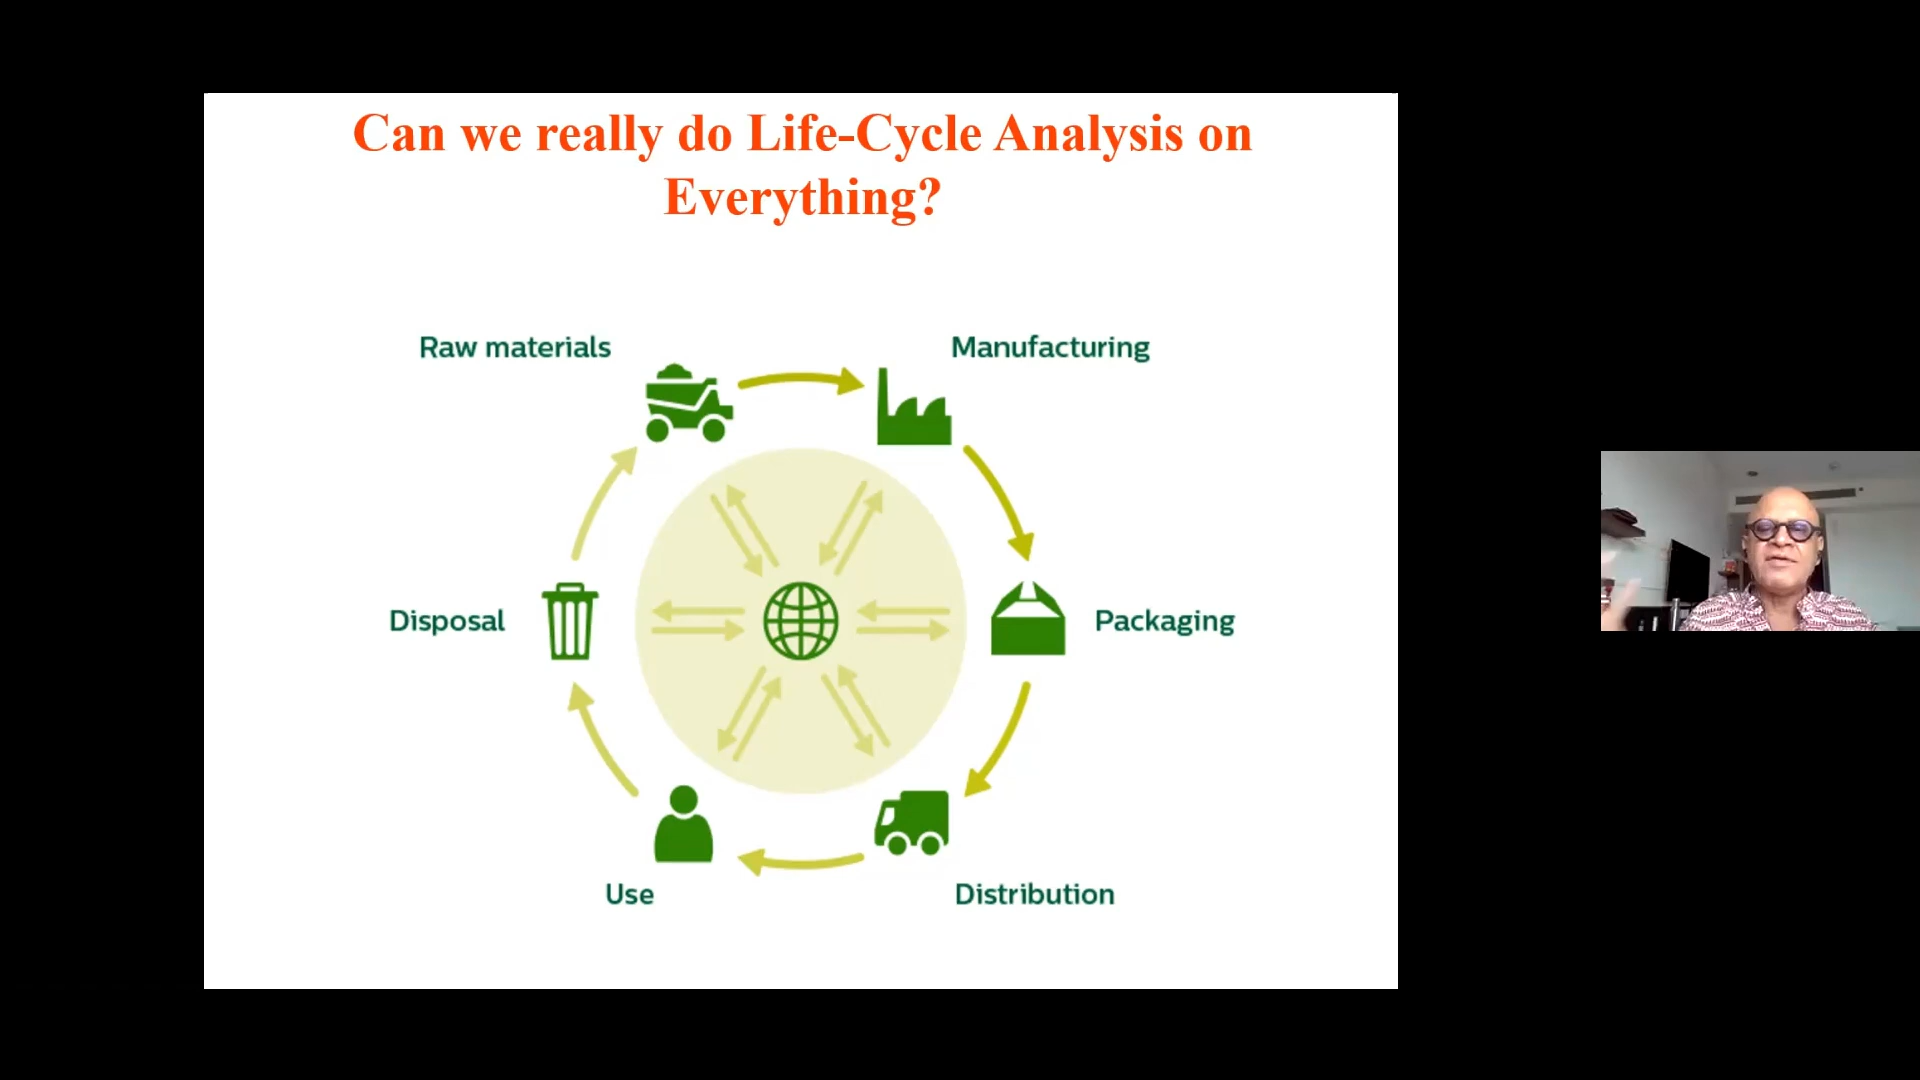 Can we really do Life-Cycle Analysis on
Everything?
Raw materials
Manufacturing
Disposal
Packaging
Use
Distribution